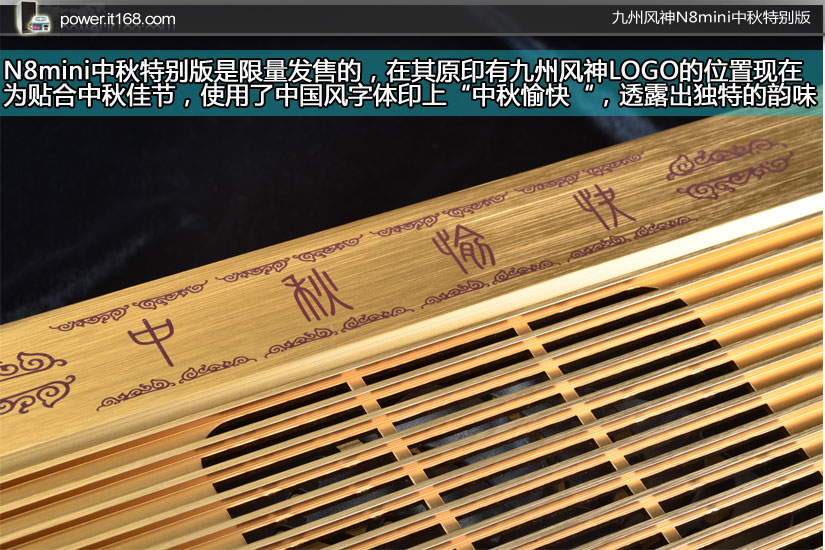 power.it168.com
九州风神N8mini中秋特别版
N8mini中秋特别版是限量发售的，在其原印有九州风神LOGO的位置现在
为贴合中秋佳节，使用了中国风字体印上“中秋愉快“，透露出独特的韵味
中秋愉快